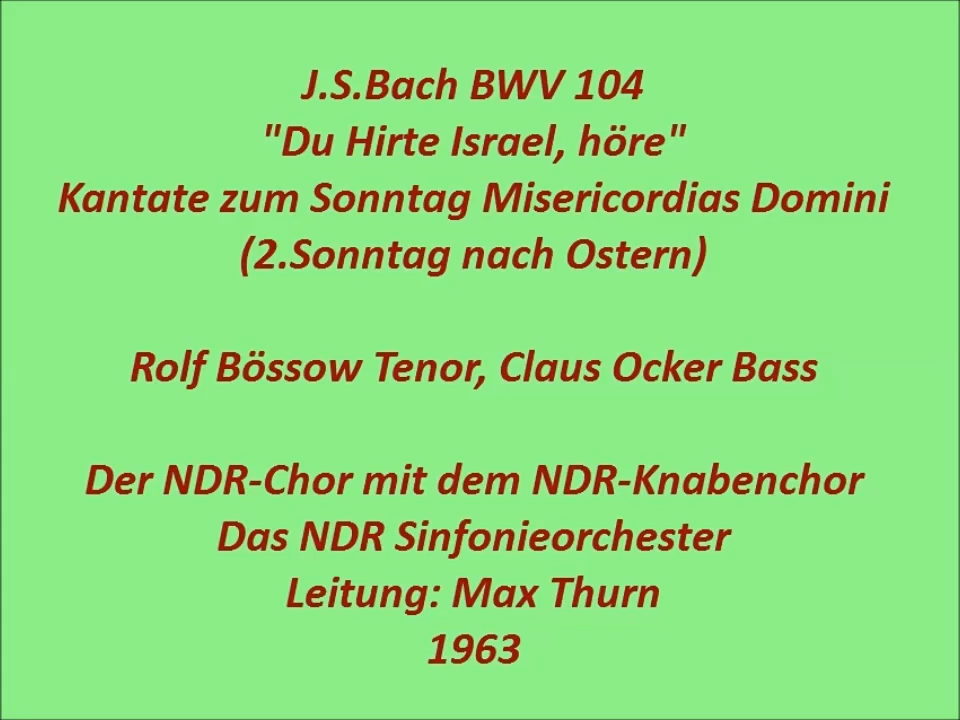 J.S.Bach BWV 104
"Du Hirte Israel, höre"
Kantate zum Sonntag Misericordias Domini
(2.Sonntag nach Ostern)
Rolf Bössow Tenor, Claus Ocker Bass
Der NDR-Chor mit dem NDR-Knabenchor
Das NDR Sinfonieorchester
Leitung: Max Thurn
1963